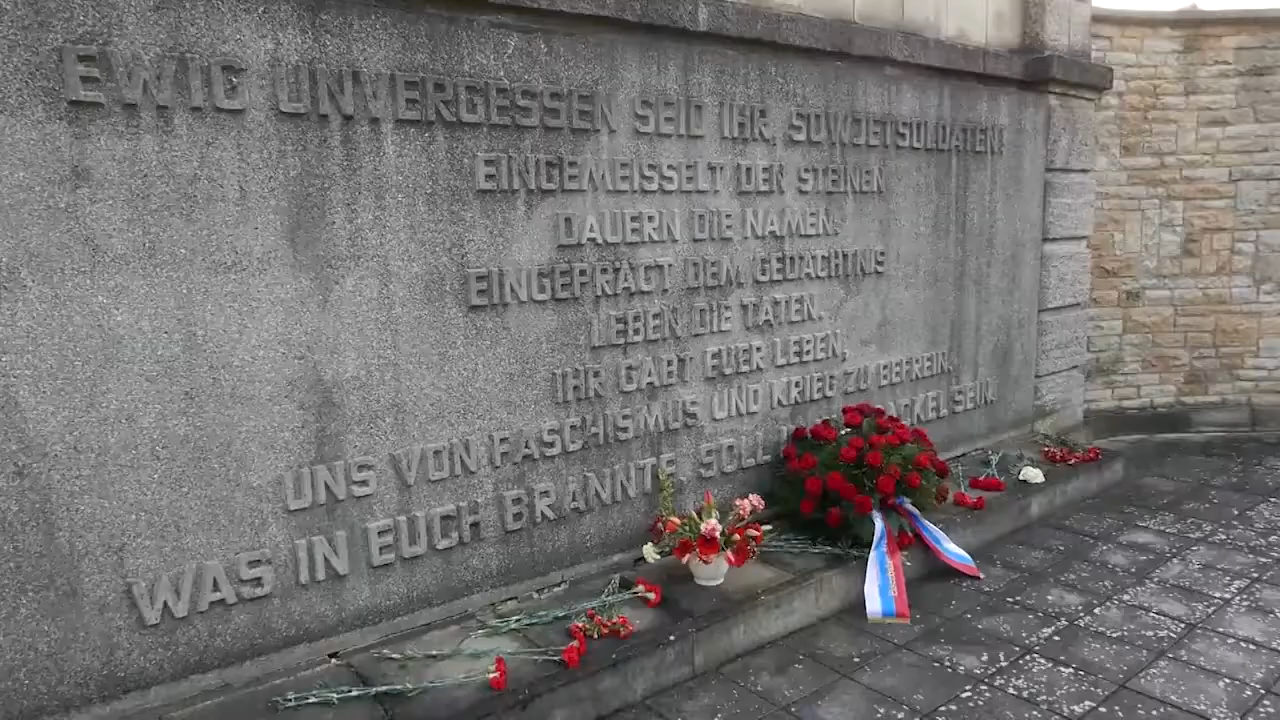 EWIG UNVERGESSEN SEID IHR, SOWJETSOLDATEN!
EINGEMEISSELT DEN STEINEN
DAUERN DIE NAMEN.
EINGEPRÄGT DEM GEDÄCHTNIS
LEBEN DIE TATEN.
IHR GABT EUER LEBEN,
UNS VON FASCHISMUS UND KRIEG ZU BEFREIN.
WAS IN EUCH BRANNTE, SOLL SEIN.